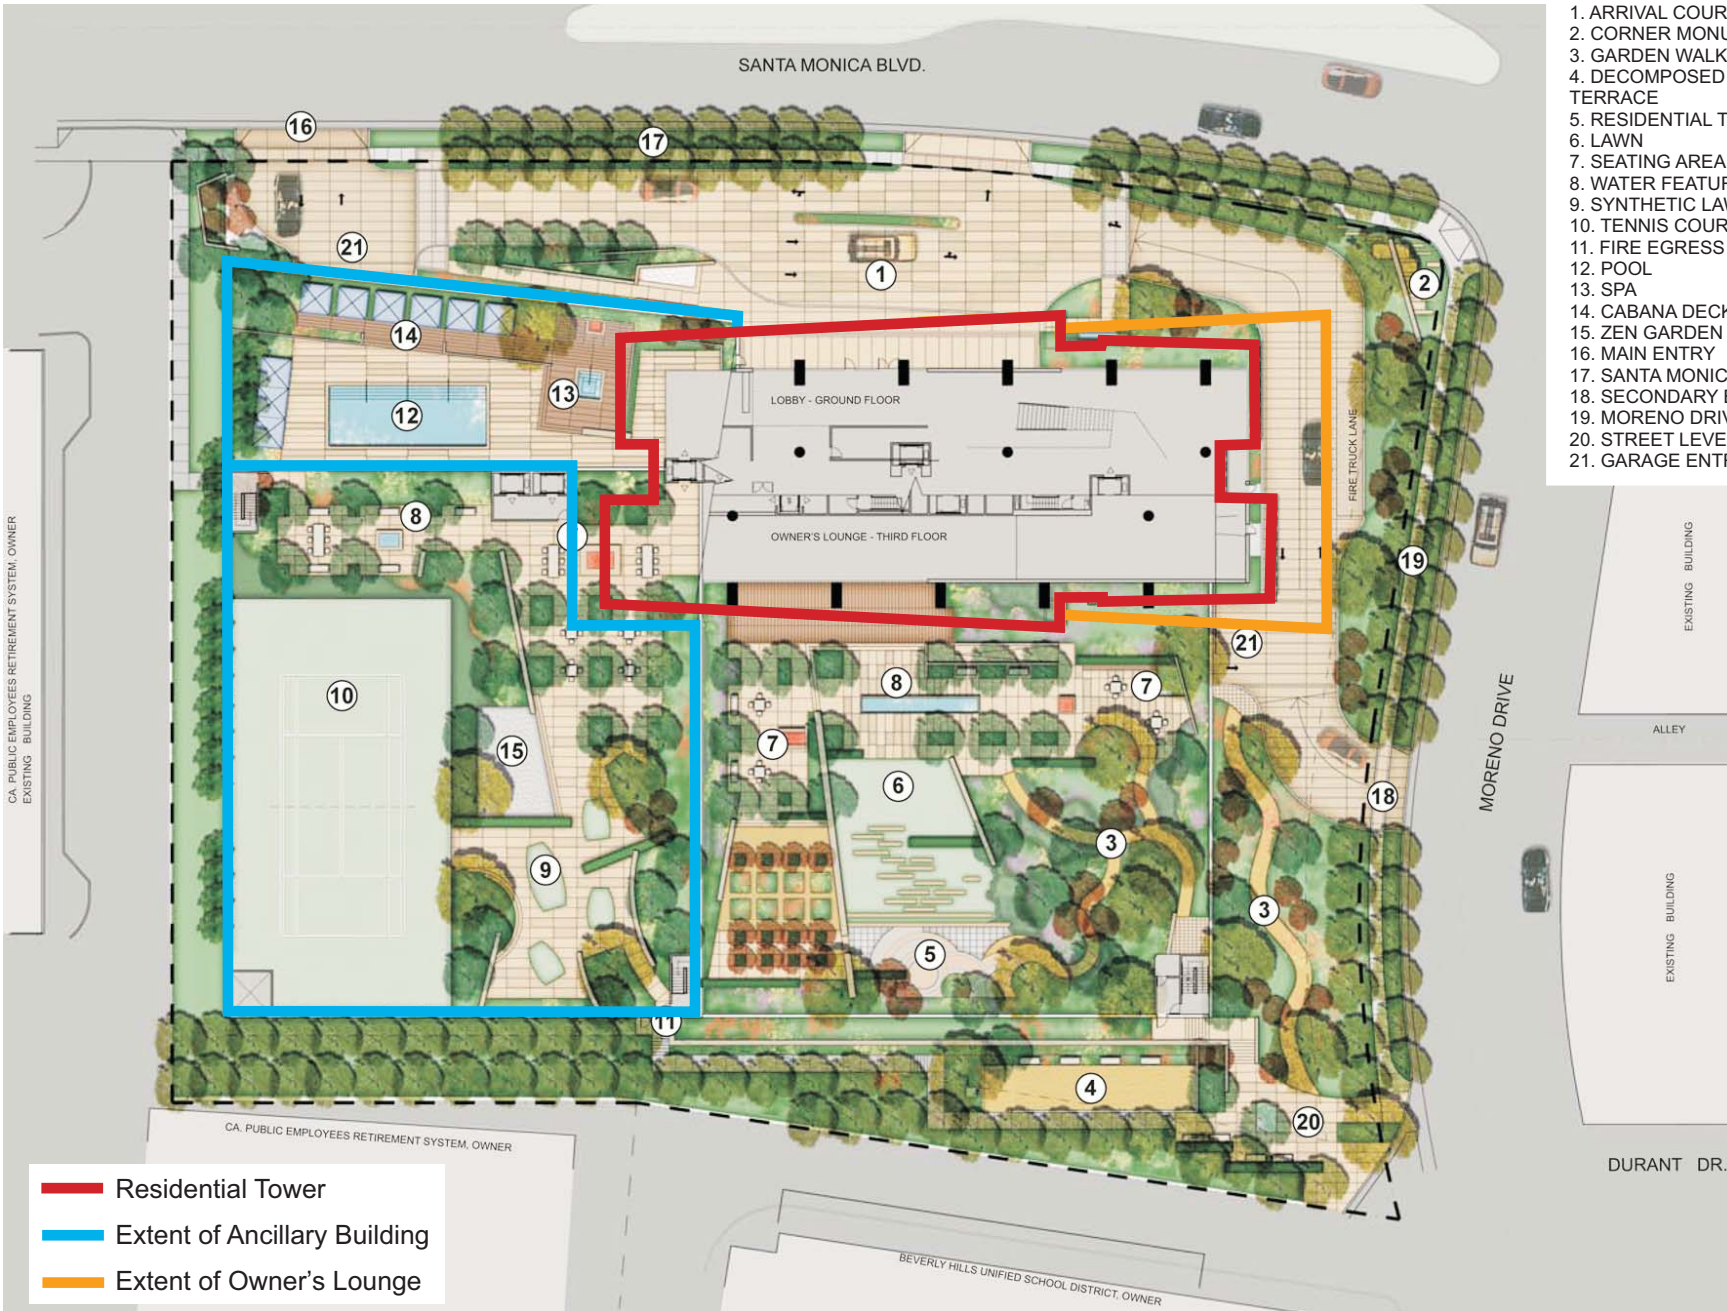 SANTA MONICA BLVD.
1. ARRIVAL COUR
2. CORNER MONU
3. GARDEN WALK
4. DECOMPOSED
TERRACE
5. RESIDENTIAL T
6. LAWN
7. SEATING AREA
8. WATER FEATUR
9. SYNTHETIC LAW
10. TENNIS COUR
11. FIRE EGRESS
12. POOL
13. SPA
14. CABANA DECK
15. ZEN GARDEN
16. MAIN ENTRY
17. SANTA MONIC
18. SECONDARY E
19. MORENO DRIV
20. STREET LEVE
21. GARAGE ENTR
16
17
21
1
2
14
13
12
LOBBY - GROUND FLOOR
FIRE TRUCK LANE
8
OWNER'S LOUNGE - THIRD FLOOR
19
CA. PUBLIC EMPLOYEES RETIREMENT SYSTEM, OWNER
EXISTING BUILDING
EXISTING BUILDING
21
10
8
7
15
7
6
MORENO DRIVE
ALLEY
18
3
9
3
5
EXISTING BUILDING
11
4
20
CA. PUBLIC EMPLOYEES RETIREMENT SYSTEM, OWNER
DURANT DR.
Residential Tower
Extent of Ancillary Building
Extent of Owner's Lounge
BEVERLY HILLS UNIFIED SCHOOL DISTRICT, OWNER